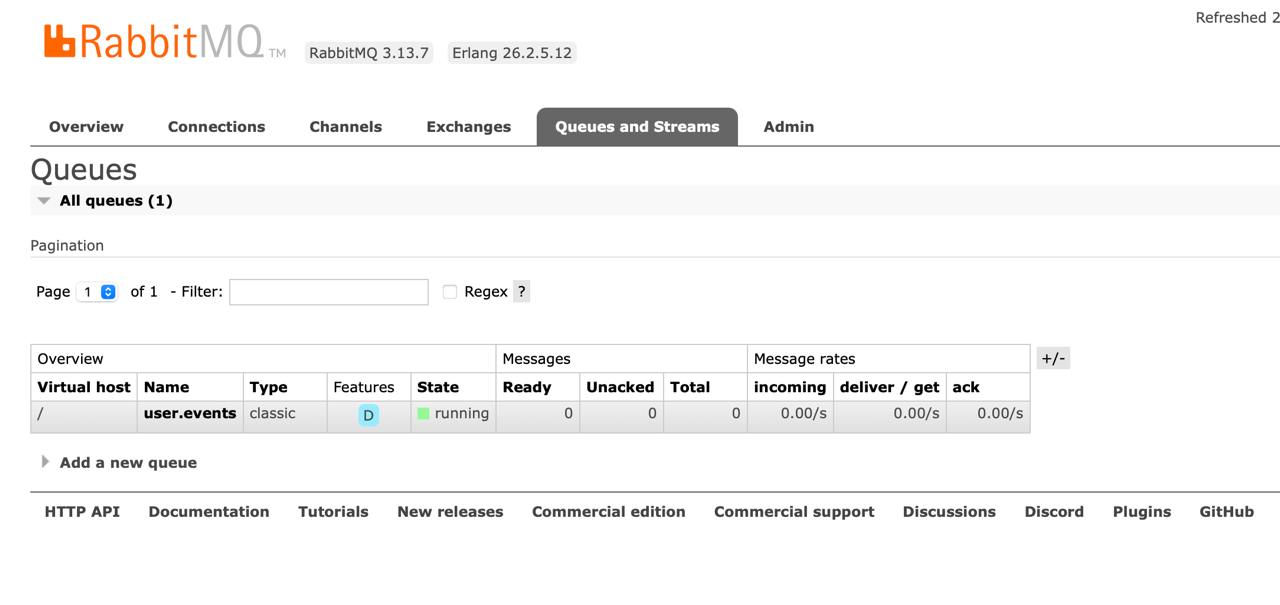 Refreshed 2
RabbitMQ TM RabbitMQ 3.13.7 Erlang 26.2.5.12
Overview Connections Channels Exchanges Queues and Streams Admin
Queues
All queues (1)
Pagination
Page 1 of 1 - Filter: Regex ?
Overview Messages Message rates +/-
Virtual host Name Type Features State Ready Unacked Total incoming deliver / get ack
/ user.events classic D running 0 0 0 0.00/s 0.00/s 0.00/s
Add a new queue
HTTP API Documentation Tutorials New releases Commercial edition Commercial support Discussions Discord Plugins GitHub